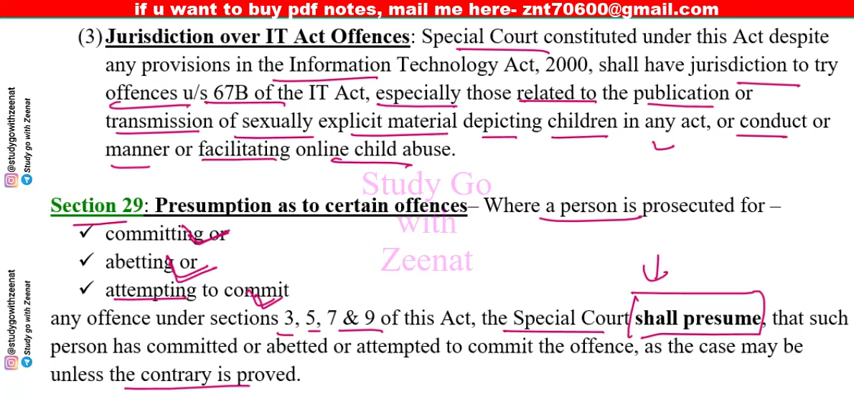 if u want to buy pdf notes, mail me here- znt70600@gmail.com
(3) Jurisdiction over IT Act Offences: Special Court constituted under this Act despite
any provisions in the Information Technology Act, 2000, shall have jurisdiction to try
offences u/s 67B of the IT Act, especially those related to the publication or
transmission of sexually explicit material depicting children in any act, or conduct or
manner or facilitating online child abuse.
@studygowithzeenat
Study go with Zeenat
Study Go
with
Zeenat
Section 29: Presumption as to certain offences– Where a person is prosecuted for –
✓ committing or
✓ abetting or
✓ attempting to commit
any offence under sections 3, 5, 7 & 9 of this Act, the Special Court shall presume, that such
person has committed or abetted or attempted to commit the offence, as the case may be
unless the contrary is proved.
@studygowithzeenat
Study go with Zeenat